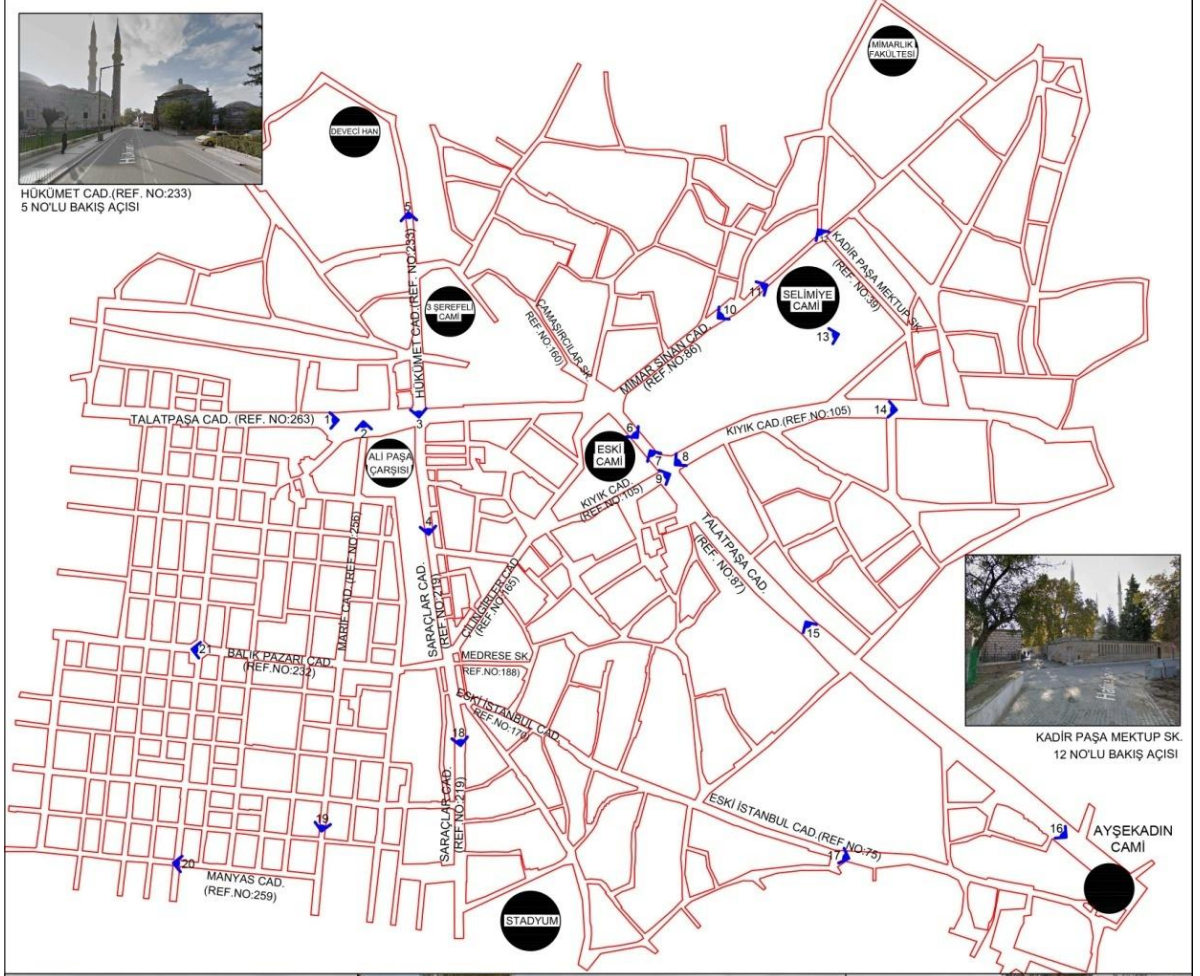 MİMARLIK
FAKÜLTESİ
DEVECİ HAN
HÜKÜMET CAD.(REF. NO:233)
5 NO'LU BAKIŞ AÇISI
5
HÜKÜMET CAD.(REF. NO:233)
3 ŞEREFELİ
CAMİ
ÇAMAŞIRCILAR SK
REF.NO:160)
12
KADİR PAŞA MEKTUP SK.
(REF. NO:39)
SELİMİYE
CAMİ
11
10
13
MİMAR SİNAN CAD.
(REF.NO:86)
TALATPAŞA CAD. (REF. NO:263)
1
2
3
KIYIK CAD.(REF.NO:105)
14
6
7
8
9
ALİ PAŞA
ÇARŞISI
ESKİ
CAMİ
KIYIK CAD.
(REF.NO:105)
4
MARİF CAD.(REF.NO:256)
SARAÇLAR CAD.
(REF.NO:219)
ÇİLİNGİRLER CAD
(REF.NO:165)
TALATPAŞA CAD.
(REF. NO:87)
15
21
BALIK PAZARI CAD.
(REF.NO:232)
MEDRESE SK.
REF.NO:188)
ESKİ İSTANBUL CAD.
REF.NO:170)
18
SARAÇLAR CAD.
(REF.NO:219)
KADİR PAŞA MEKTUP SK.
12 NO'LU BAKIŞ AÇISI
ESKİ İSTANBUL CAD.(REF.NO:75)
19
20
MANYAS CAD.
(REF.NO:259)
17
16
AYŞEKADIN
CAMİ
STADYUM